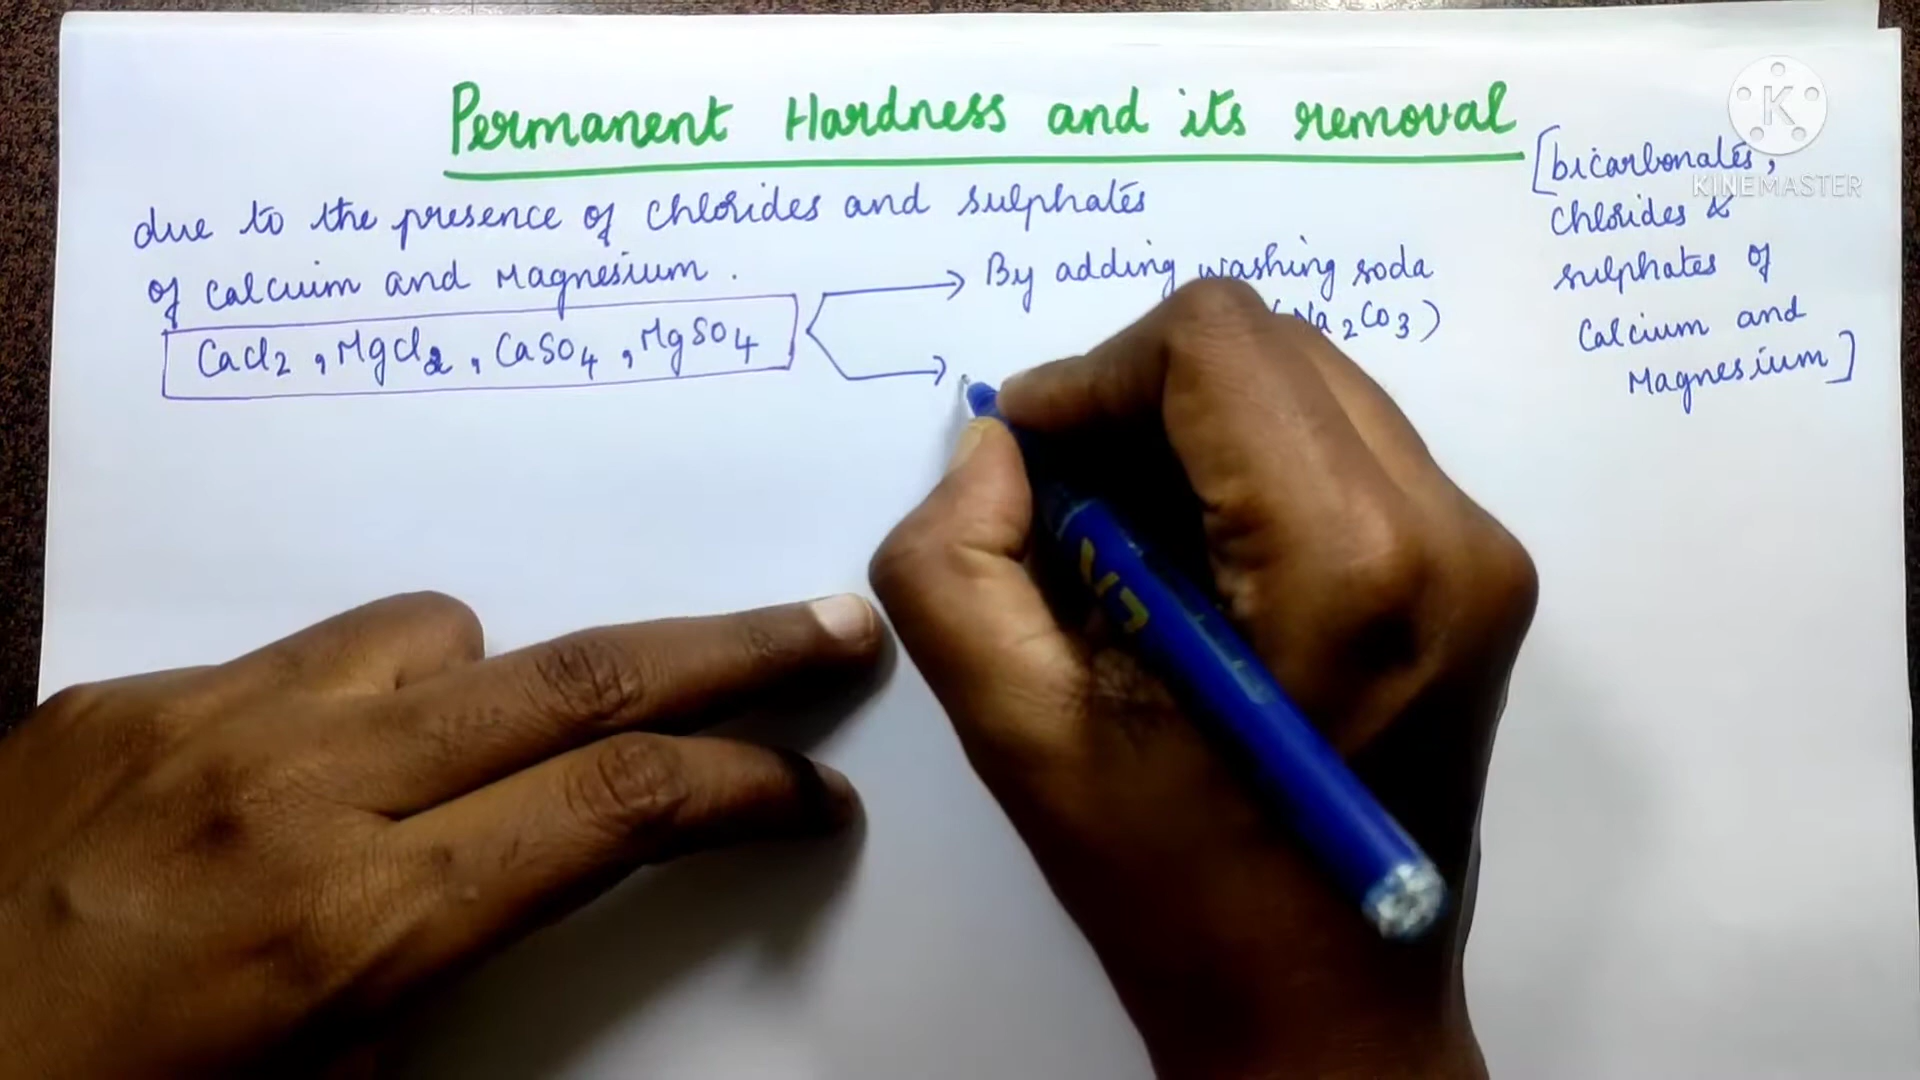 Permanent Hardness and its removal
due to the presence of chlorides and sulphates
of Calcuim and Magnesium .
CaCl2 , MgCl2 , CaSO4 , MgSO4
By adding washing soda
(Na2CO3)
[bicarbonates,
Chlorides &
sulphates of
Calcium and
Magnesium]
K
KINEMASTER